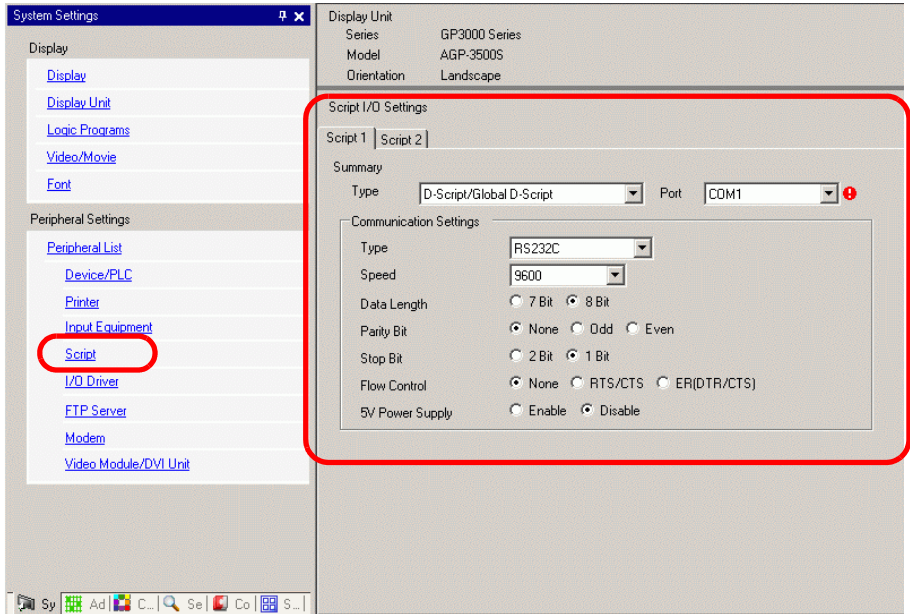 System Settings
Display
Display
Display Unit
Logic Programs
Video/Movie
Font
Peripheral Settings
Peripheral List
Device/PLC
Printer
Input Equipment
Script
I/O Driver
FTP Server
Modem
Video Module/DVI Unit
Sy Ad C... Se Co S...
Display Unit
Series GP3000 Series
Model AGP-3500S
Orientation Landscape
Script I/O Settings
Script 1 Script 2
Summary
Type D-Script/Global D-Script Port COM1
Communication Settings
Type RS232C
Speed 9600
Data Length 7 Bit 8 Bit
Parity Bit None Odd Even
Stop Bit 2 Bit 1 Bit
Flow Control None RTS/CTS ER(DTR/CTS)
5V Power Supply Enable Disable